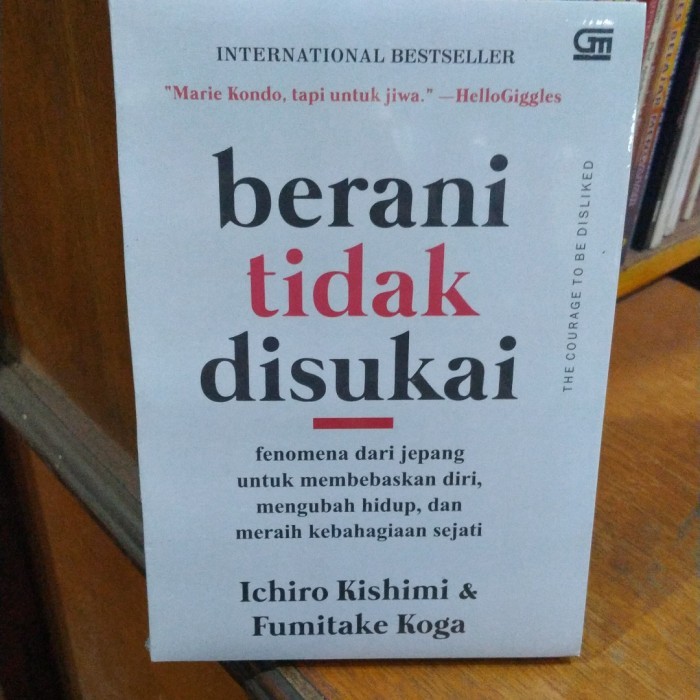 INTERNATIONAL BESTSELLER
GM
"Marie Kondo, tapi untuk jiwa." —HelloGiggles
berani
tidak
disukai
THE COURAGE TO BE DISLIKED
fenomena dari jepang
untuk membebaskan diri,
mengubah hidup, dan
meraih kebahagiaan sejati
Ichiro Kishimi &
Fumitake Koga